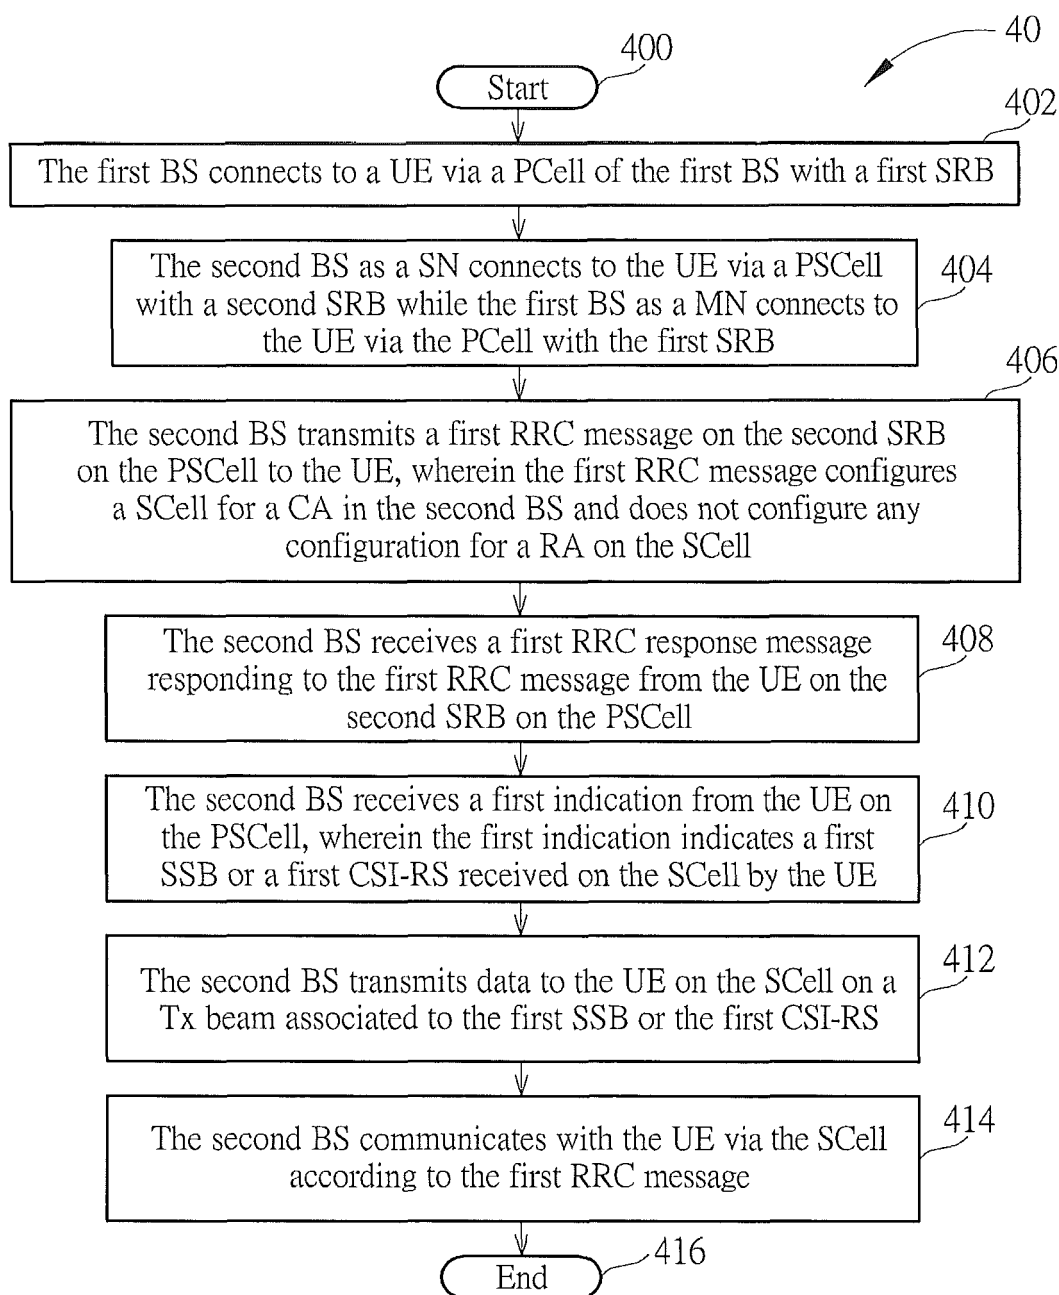 40
400
Start
402
The first BS connects to a UE via a PCell of the first BS with a first SRB
404
The second BS as a SN connects to the UE via a PSCell
with a second SRB while the first BS as a MN connects to
the UE via the PCell with the first SRB
406
The second BS transmits a first RRC message on the second SRB
on the PSCell to the UE, wherein the first RRC message configures
a SCell for a CA in the second BS and does not configure any
configuration for a RA on the SCell
408
The second BS receives a first RRC response message
responding to the first RRC message from the UE on the
second SRB on the PSCell
410
The second BS receives a first indication from the UE on
the PSCell, wherein the first indication indicates a first
SSB or a first CSI-RS received on the SCell by the UE
412
The second BS transmits data to the UE on the SCell on a
Tx beam associated to the first SSB or the first CSI-RS
414
The second BS communicates with the UE via the SCell
according to the first RRC message
416
End